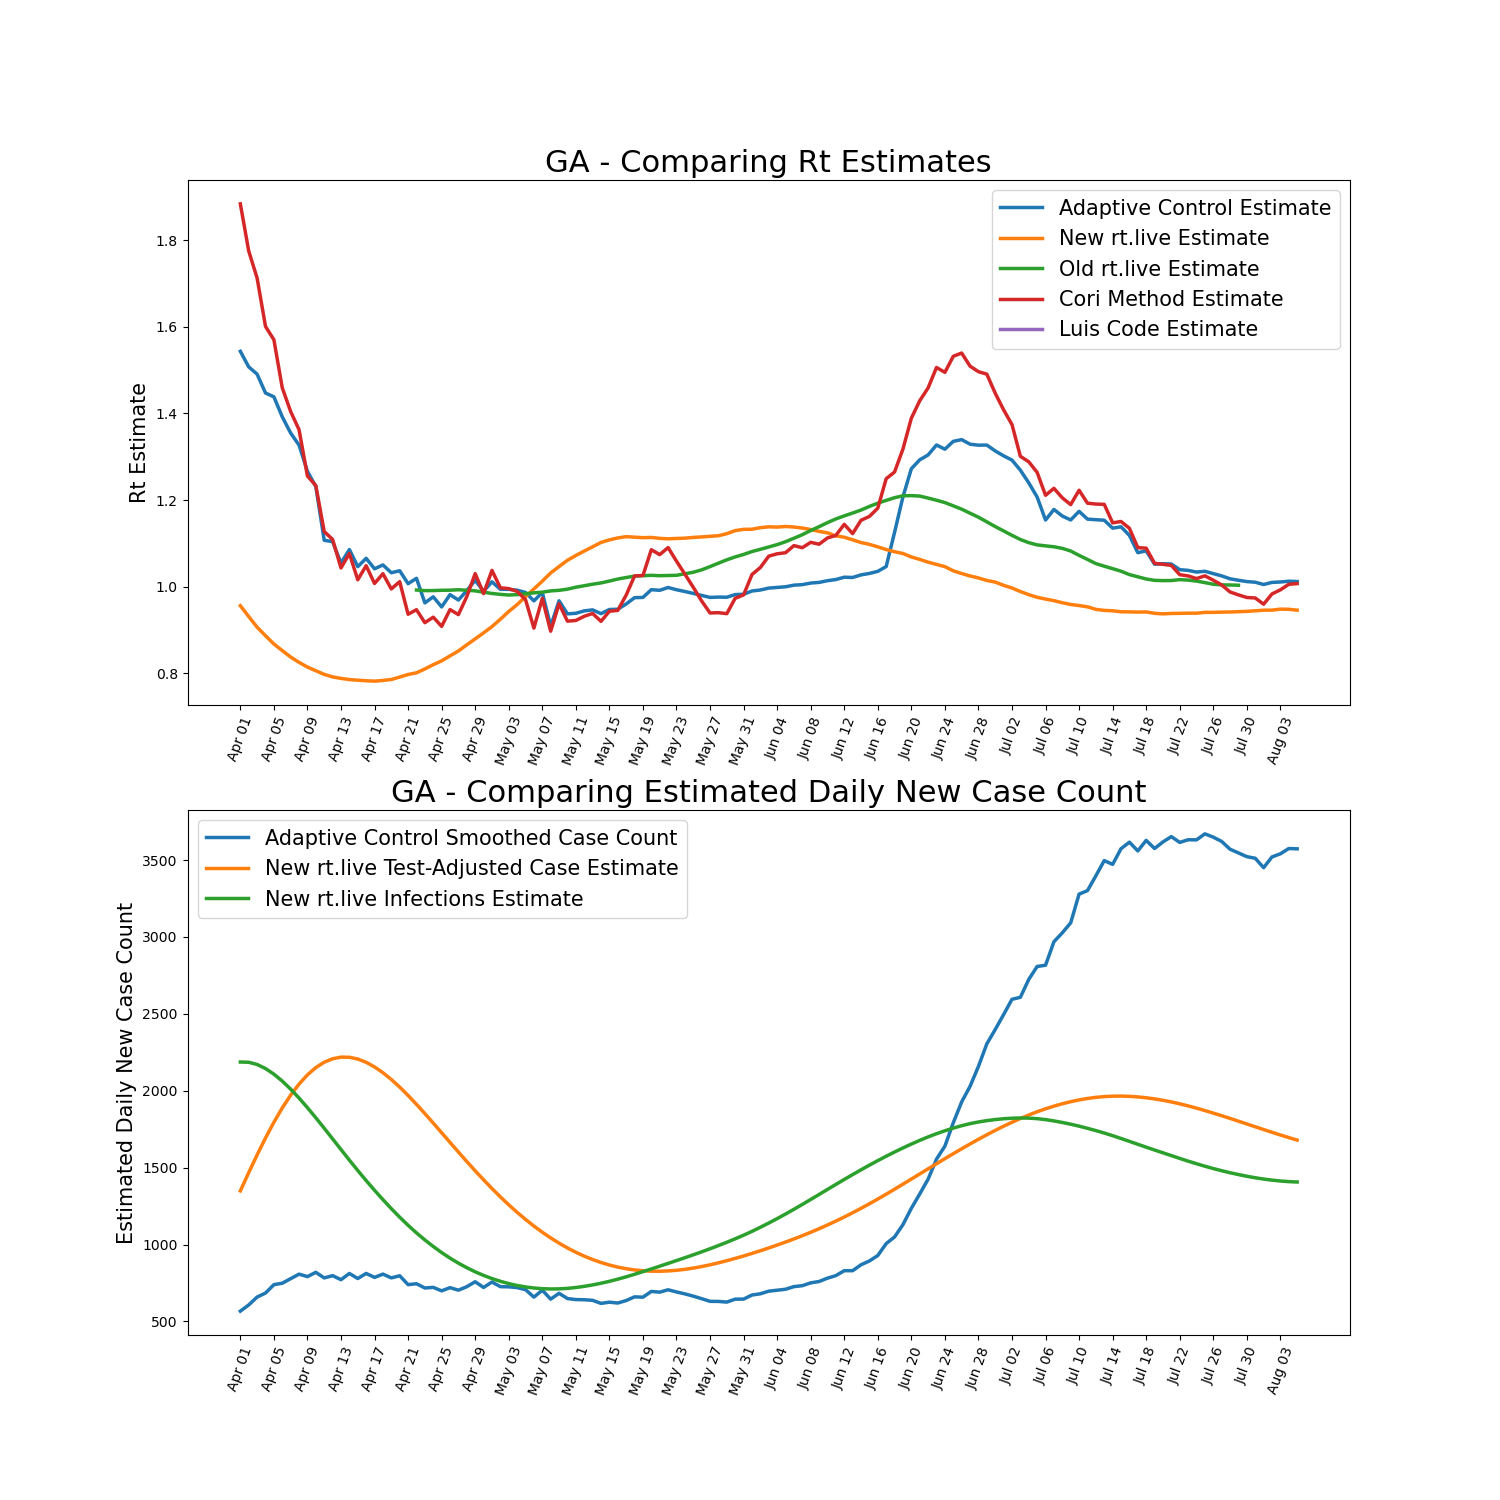 GA - Comparing Rt Estimates
Rt Estimate
1.8
1.6
1.4
1.2
1.0
0.8
Adaptive Control Estimate
New rt.live Estimate
Old rt.live Estimate
Cori Method Estimate
Luis Code Estimate
Apr 01 Apr 05 Apr 09 Apr 13 Apr 17 Apr 21 Apr 25 Apr 29 May 03 May 07 May 11 May 15 May 19 May 23 May 27 May 31 Jun 04 Jun 08 Jun 12 Jun 16 Jun 20 Jun 24 Jun 28 Jul 02 Jul 06 Jul 10 Jul 14 Jul 18 Jul 22 Jul 26 Jul 30 Aug 03
GA - Comparing Estimated Daily New Case Count
Estimated Daily New Case Count
3500
3000
2500
2000
1500
1000
500
Adaptive Control Smoothed Case Count
New rt.live Test-Adjusted Case Estimate
New rt.live Infections Estimate
Apr 01 Apr 05 Apr 09 Apr 13 Apr 17 Apr 21 Apr 25 Apr 29 May 03 May 07 May 11 May 15 May 19 May 23 May 27 May 31 Jun 04 Jun 08 Jun 12 Jun 16 Jun 20 Jun 24 Jun 28 Jul 02 Jul 06 Jul 10 Jul 14 Jul 18 Jul 22 Jul 26 Jul 30 Aug 03